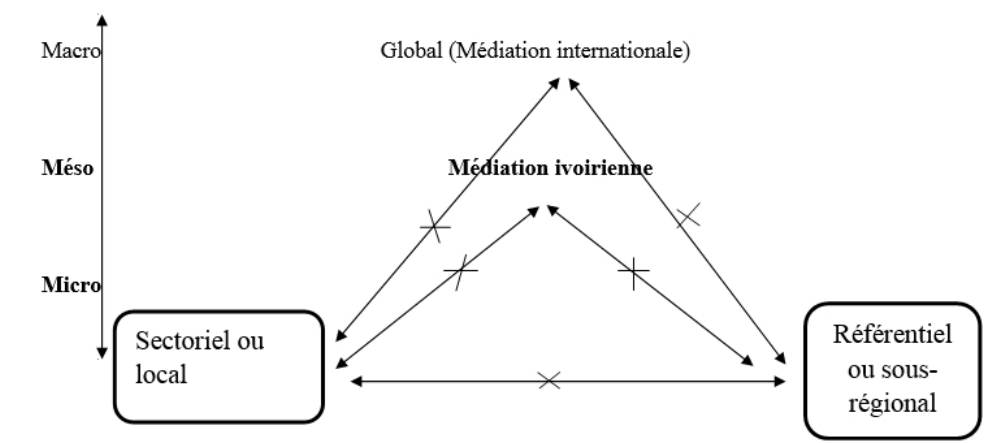 Macro
Global (Médiation internationale)
Méso
Médiation ivoirienne
Micro
Sectoriel ou
local
Référentiel
ou sous-
régional